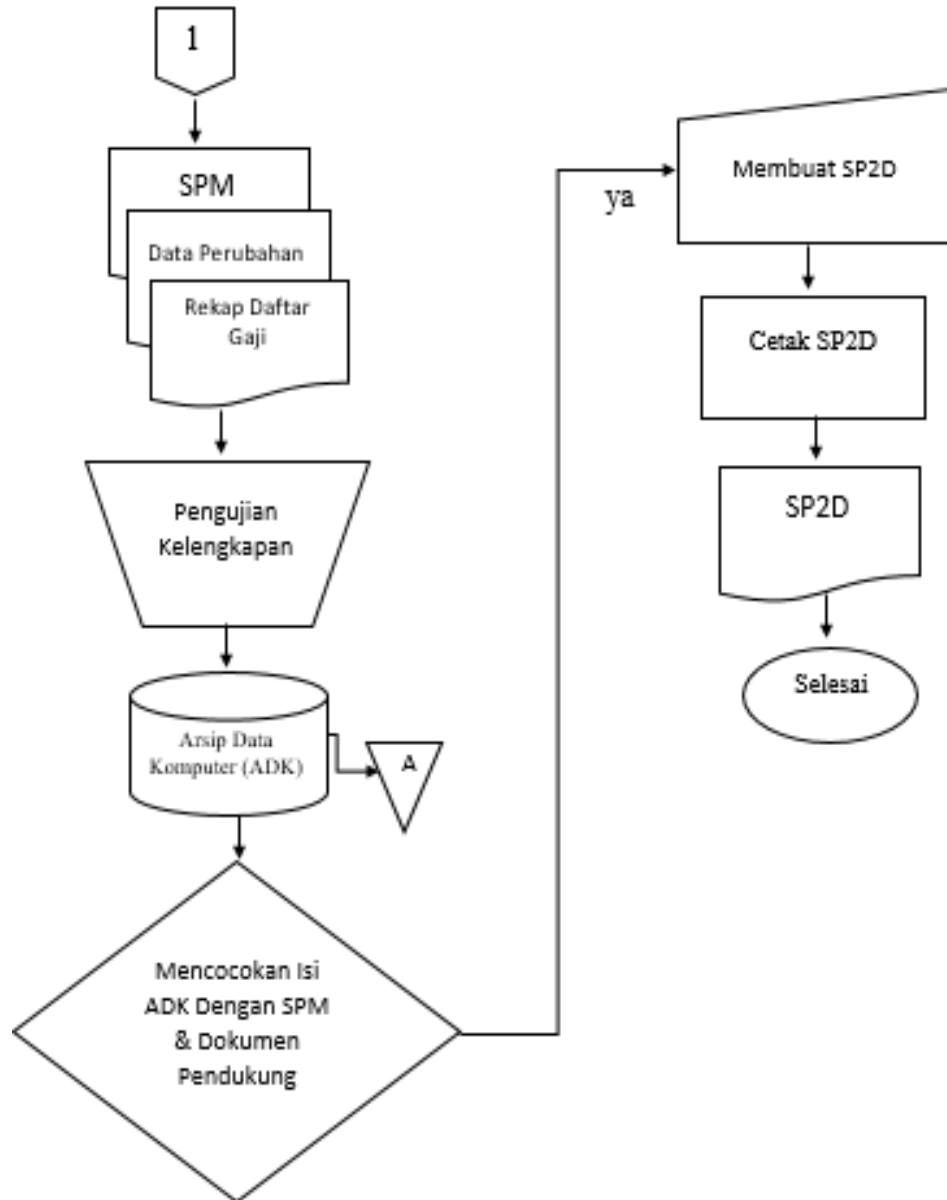 1
SPM
Data Perubahan
Rekap Daftar
Gaji
Pengujian
Kelengkapan
Arsip Data
Komputer (ADK)
A
Mencocokan Isi
ADK Dengan SPM
& Dokumen
Pendukung
ya
Membuat SP2D
Cetak SP2D
SP2D
Selesai